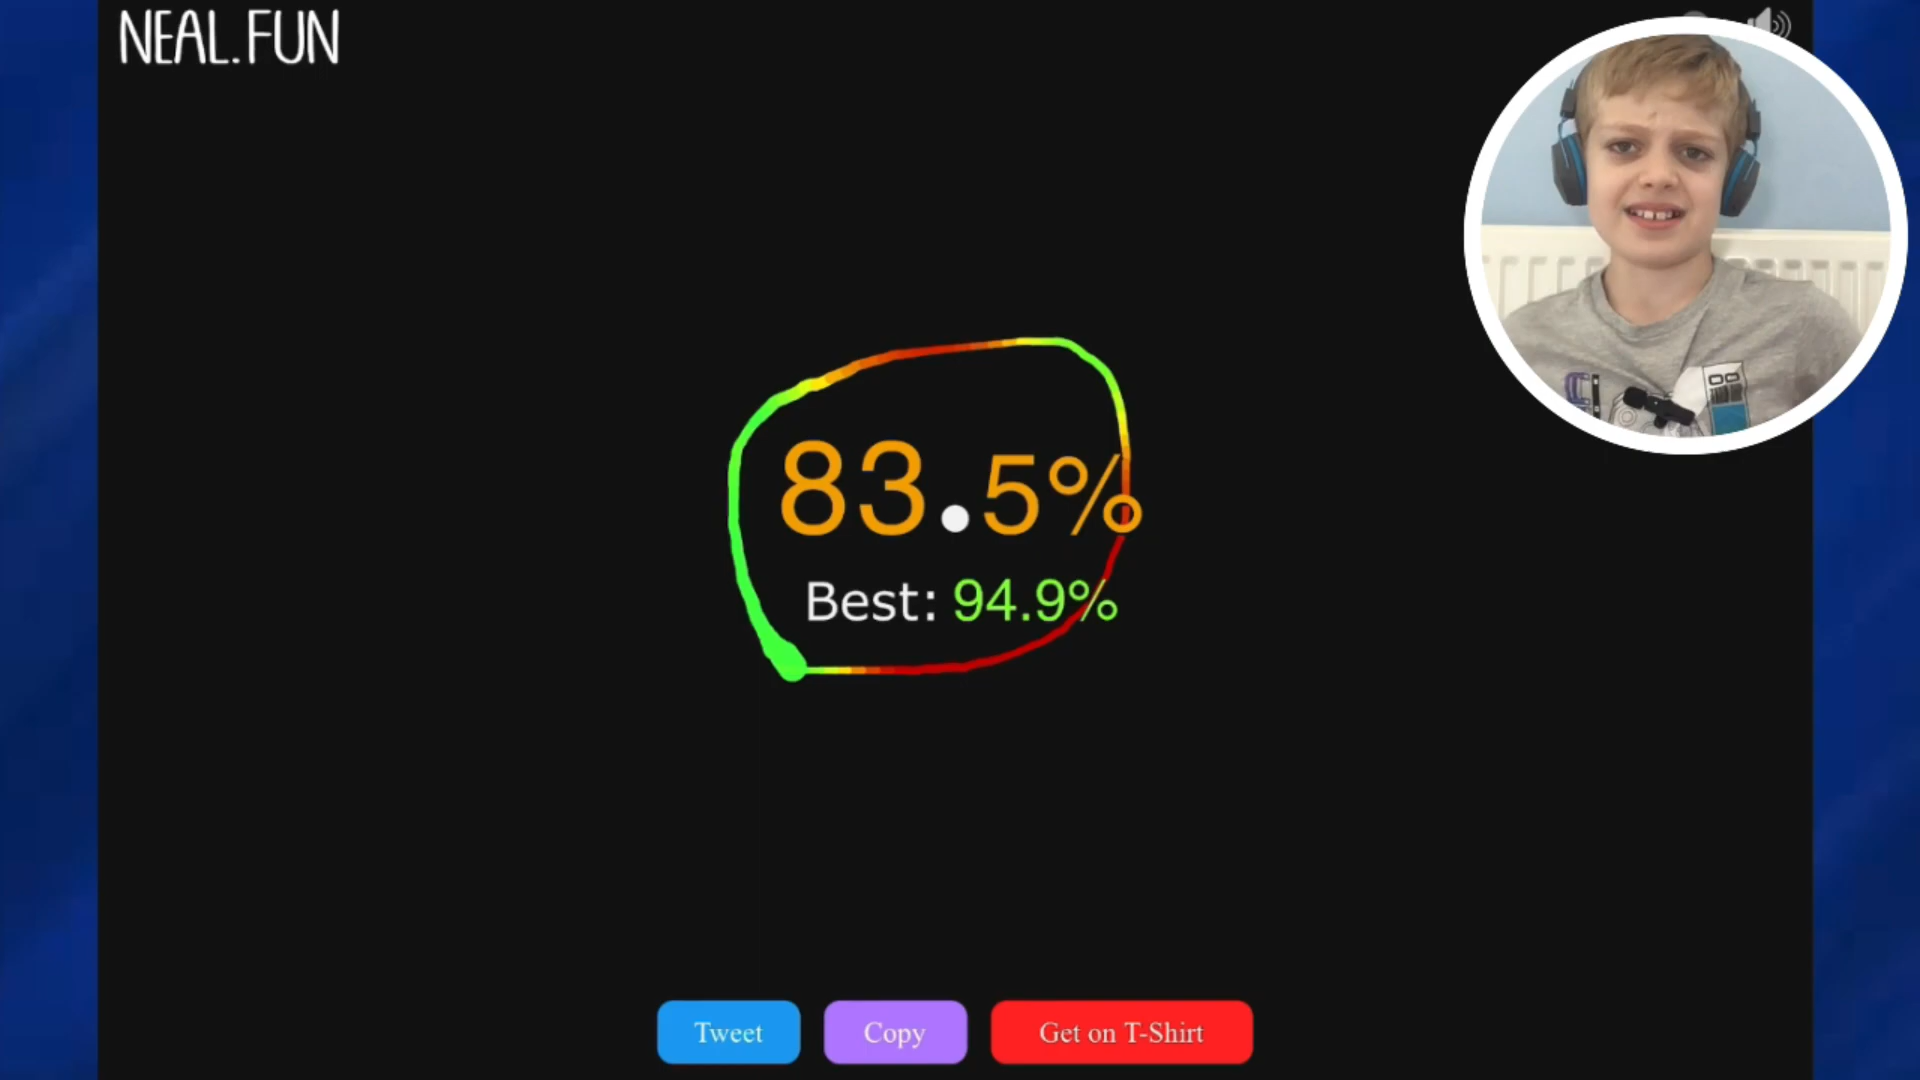 NEAL.FUN
83.5%
Best: 94.9%
Tweet
Copy
Get on T-Shirt